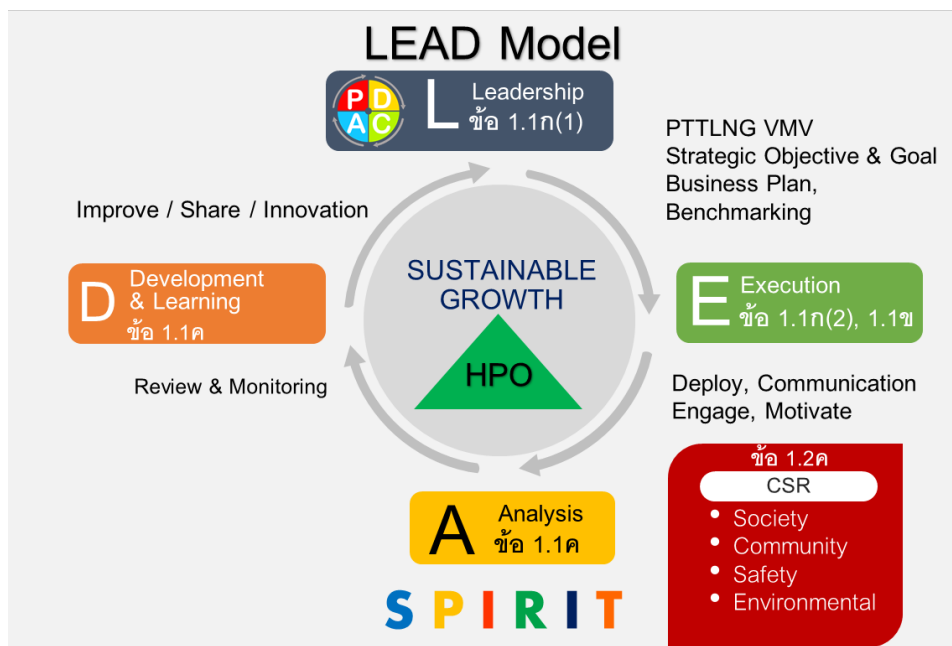 LEAD Model
P D
A C
L Leadership
ข้อ 1.1ก(1)
PTTLNG VMV
Strategic Objective & Goal
Business Plan,
Benchmarking
Improve / Share / Innovation
D Development
& Learning
ข้อ 1.1ค
SUSTAINABLE
GROWTH
HPO
E Execution
ข้อ 1.1ก(2), 1.1ข
Review & Monitoring
Deploy, Communication
Engage, Motivate
A Analysis
ข้อ 1.1ค
ข้อ 1.2ค
CSR
• Society
• Community
• Safety
• Environmental
SPIRIT